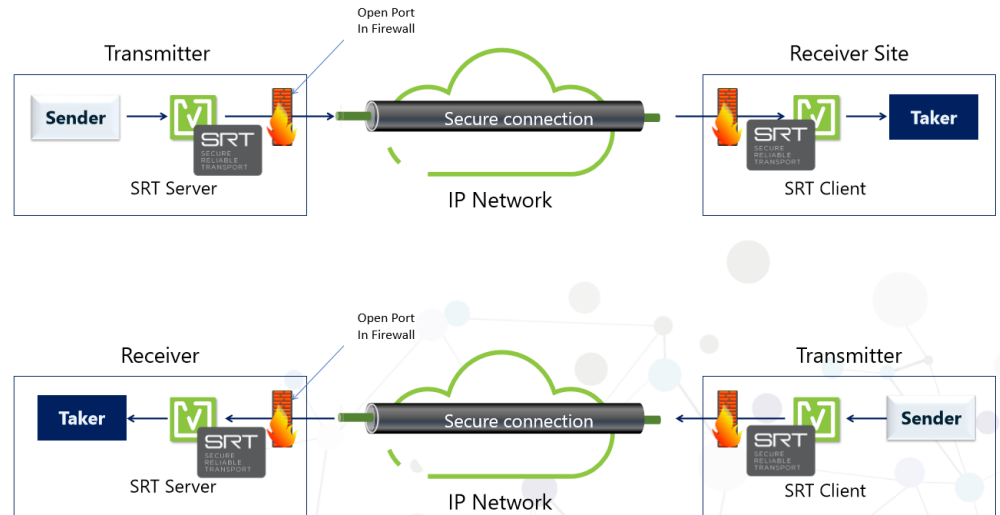 Open Port
In Firewall
Transmitter
Receiver Site
Sender
SRT
SECURE
RELIABLE
TRANSPORT
SRT Server
Secure connection
IP Network
SRT
SECURE
RELIABLE
TRANSPORT
SRT Client
Taker
Open Port
In Firewall
Receiver
Transmitter
Taker
SRT
SECURE
RELIABLE
TRANSPORT
SRT Server
Secure connection
IP Network
SRT
SECURE
RELIABLE
TRANSPORT
SRT Client
Sender